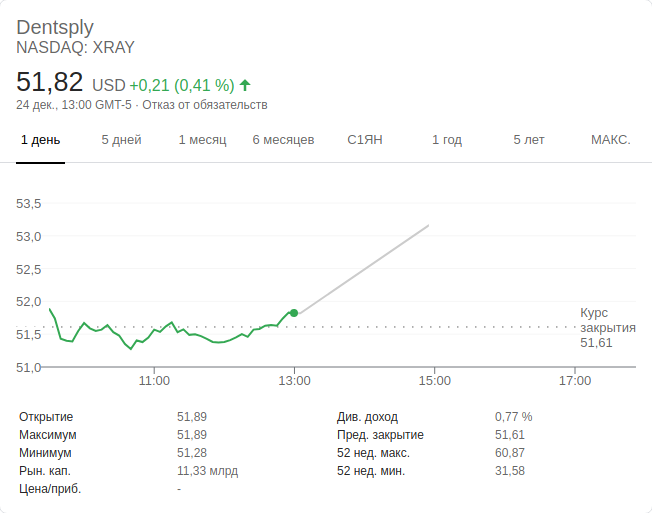 Dentsply
NASDAQ: XRAY
51,82 USD +0,21 (0,41 %)
24 дек., 13:00 GMT-5 · Отказ от обязательств
1 день 5 дней 1 месяц 6 месяцев С1ЯН 1 год 5 лет МАКС.
53,5
53,0
52,5
52,0
51,5
51,0
Курс
закрытия
51,61
11:00 13:00 15:00 17:00
Открытие 51,89 Див. доход 0,77 %
Максимум 51,89 Пред. закрытие 51,61
Минимум 51,28 52 нед. макс. 60,87
Рын. кап. 11,33 млрд 52 нед. мин. 31,58
Цена/приб. -